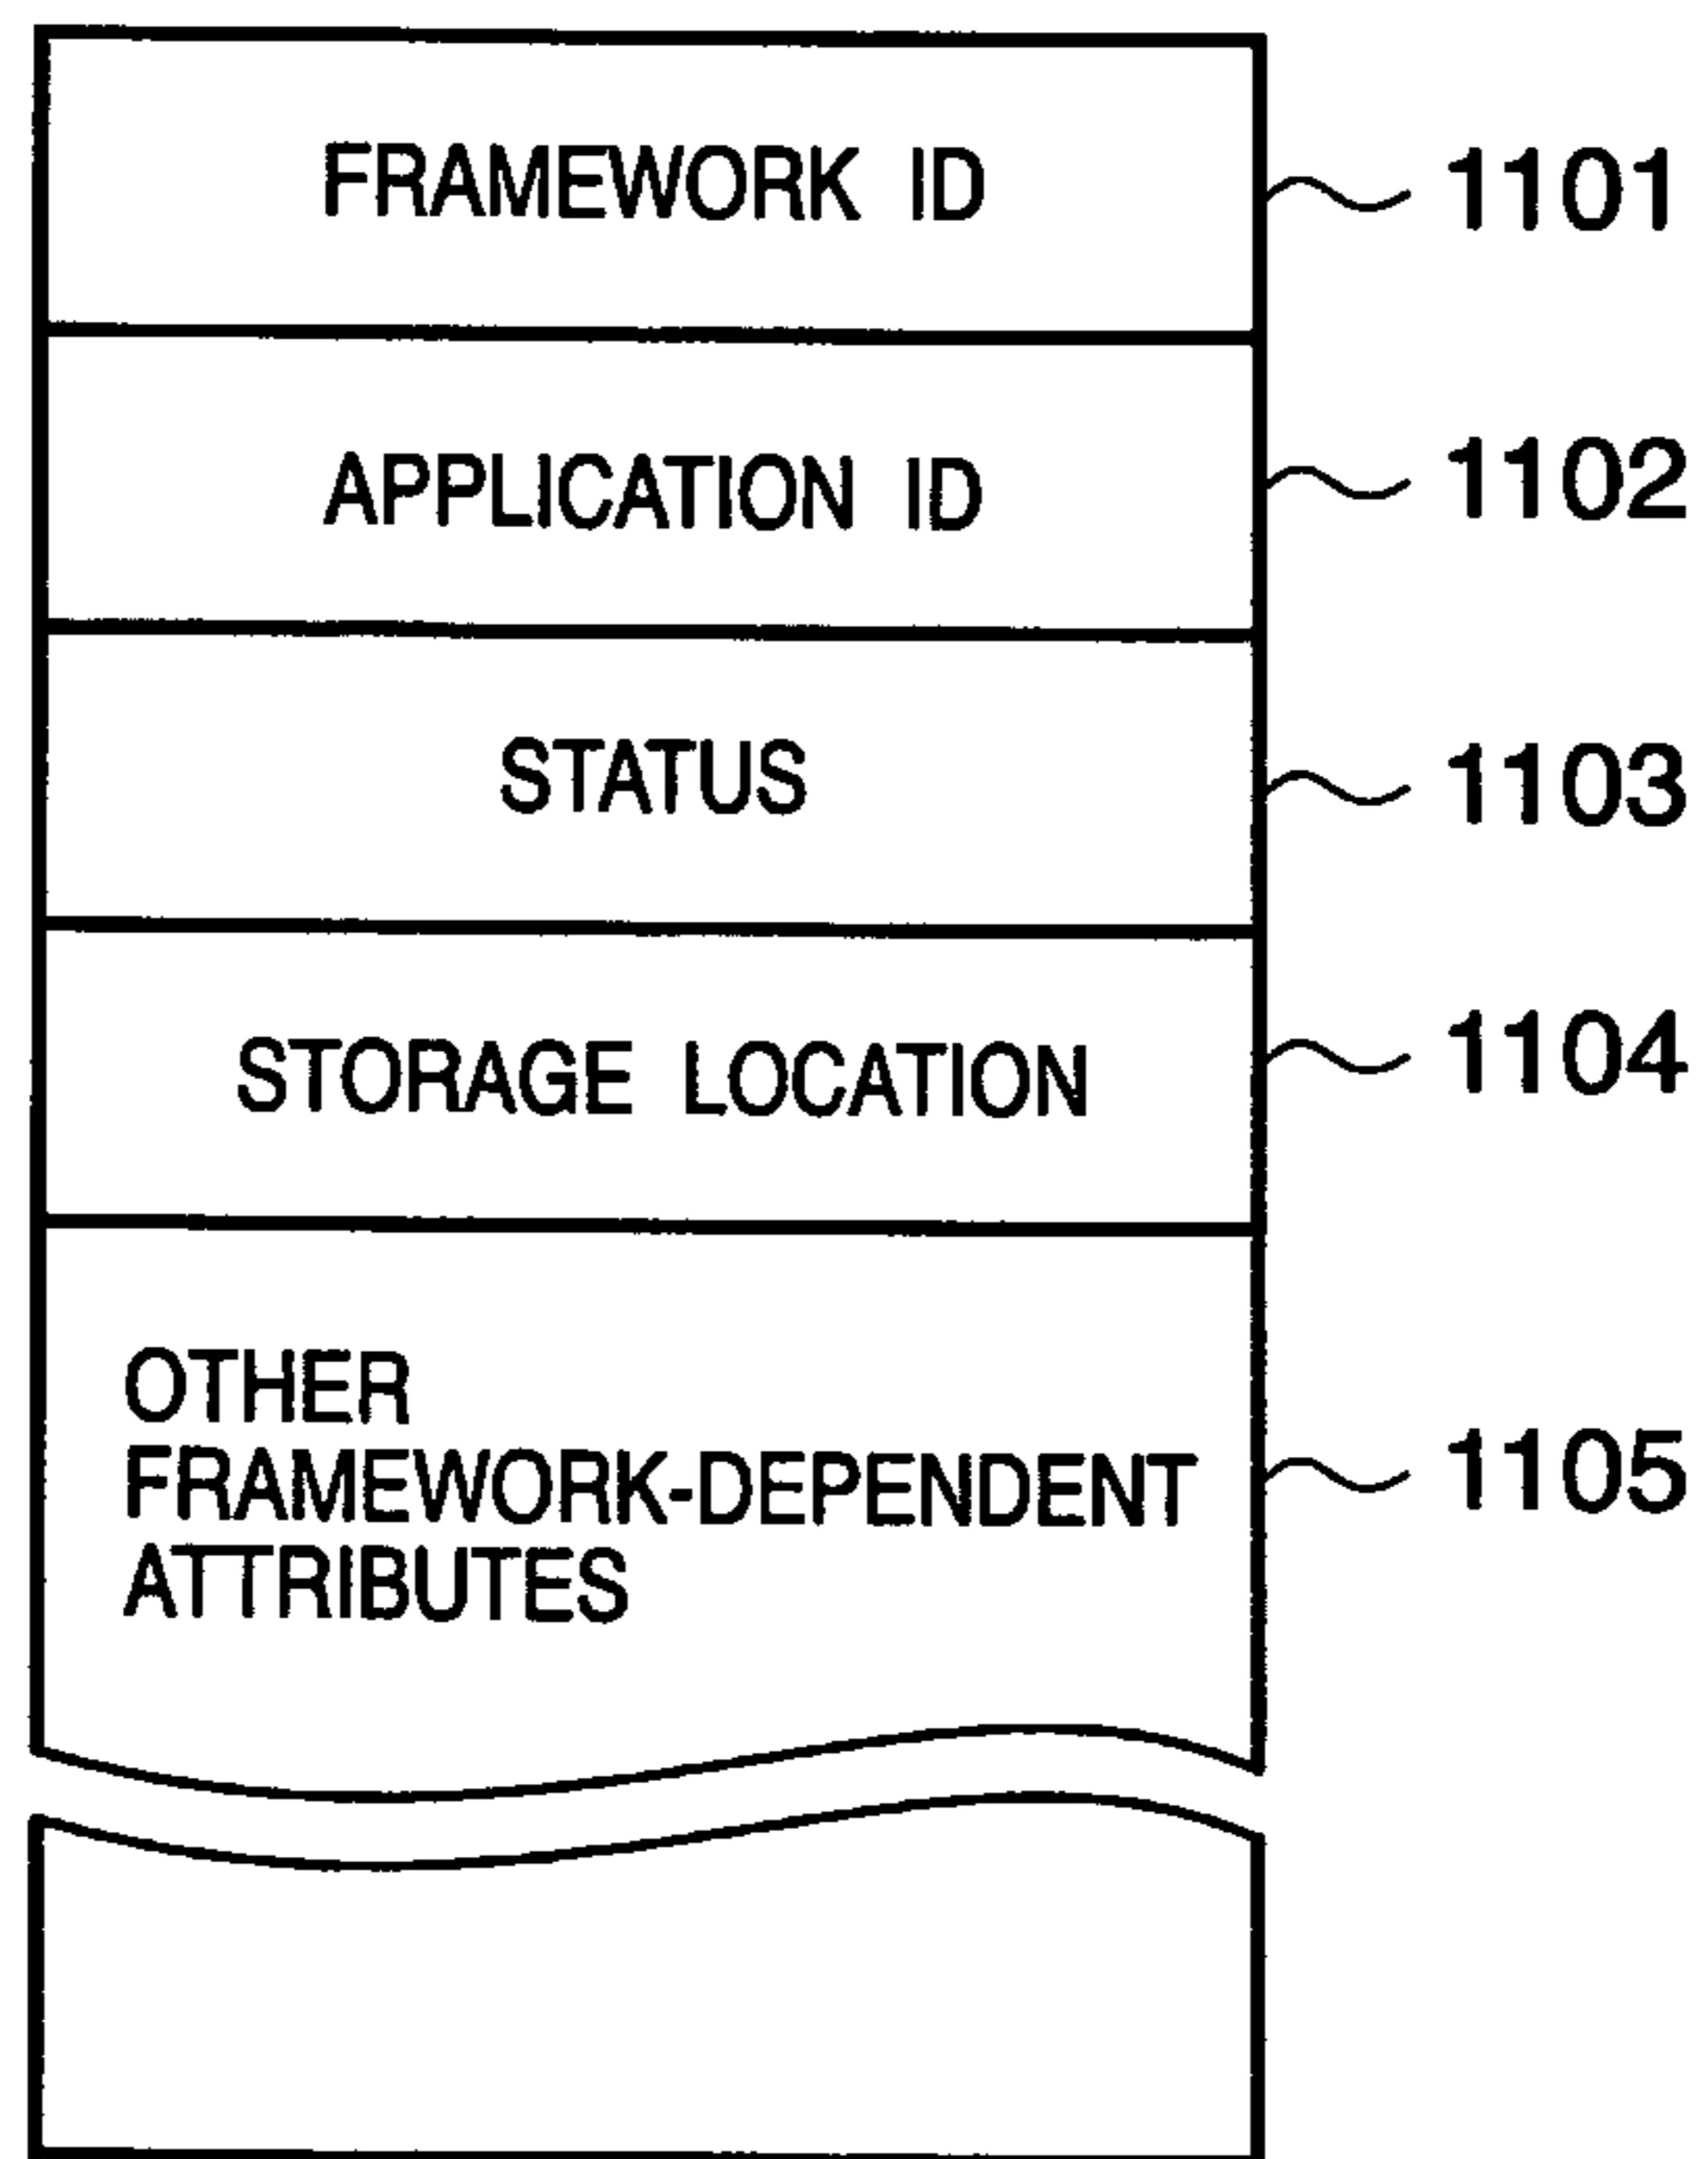 FRAMEWORK ID
1101
APPLICATION ID
1102
STATUS
1103
STORAGE LOCATION
1104
OTHER
FRAMEWORK-DEPENDENT
1105
ATTRIBUTES